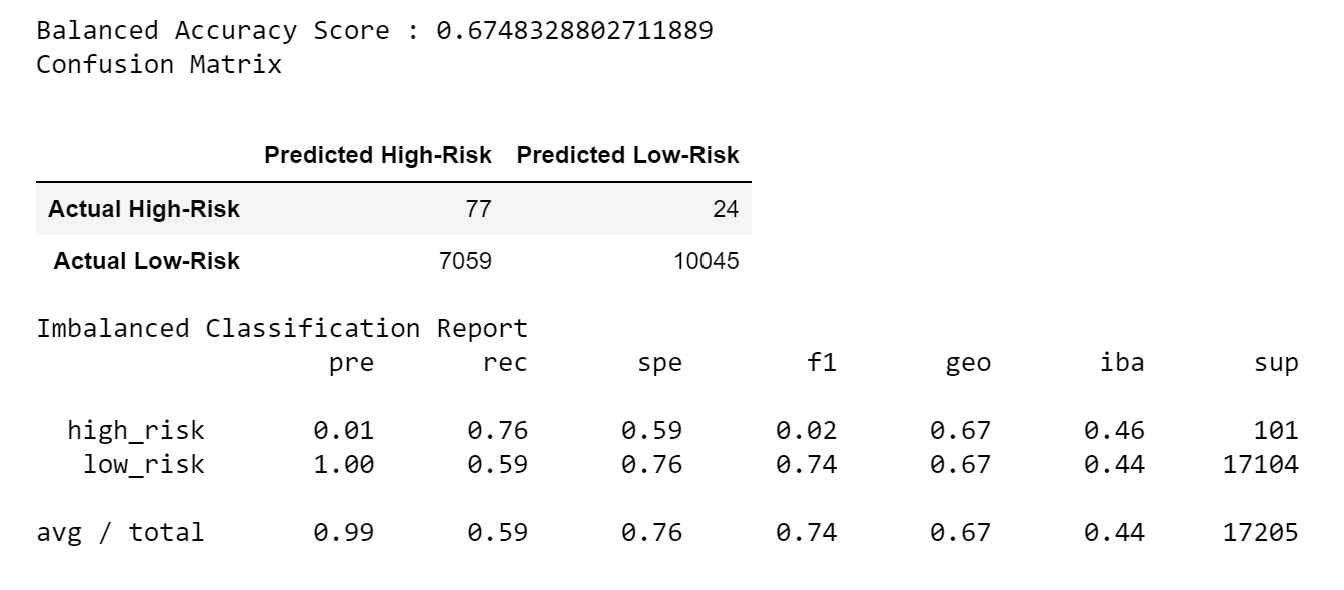 Balanced Accuracy Score : 0.6748328802711889
Confusion Matrix
Predicted High-Risk Predicted Low-Risk
Actual High-Risk 77 24
Actual Low-Risk 7059 10045
Imbalanced Classification Report
pre rec spe f1 geo iba sup
high_risk 0.01 0.76 0.59 0.02 0.67 0.46 101
low_risk 1.00 0.59 0.76 0.74 0.67 0.44 17104
avg / total 0.99 0.59 0.76 0.74 0.67 0.44 17205